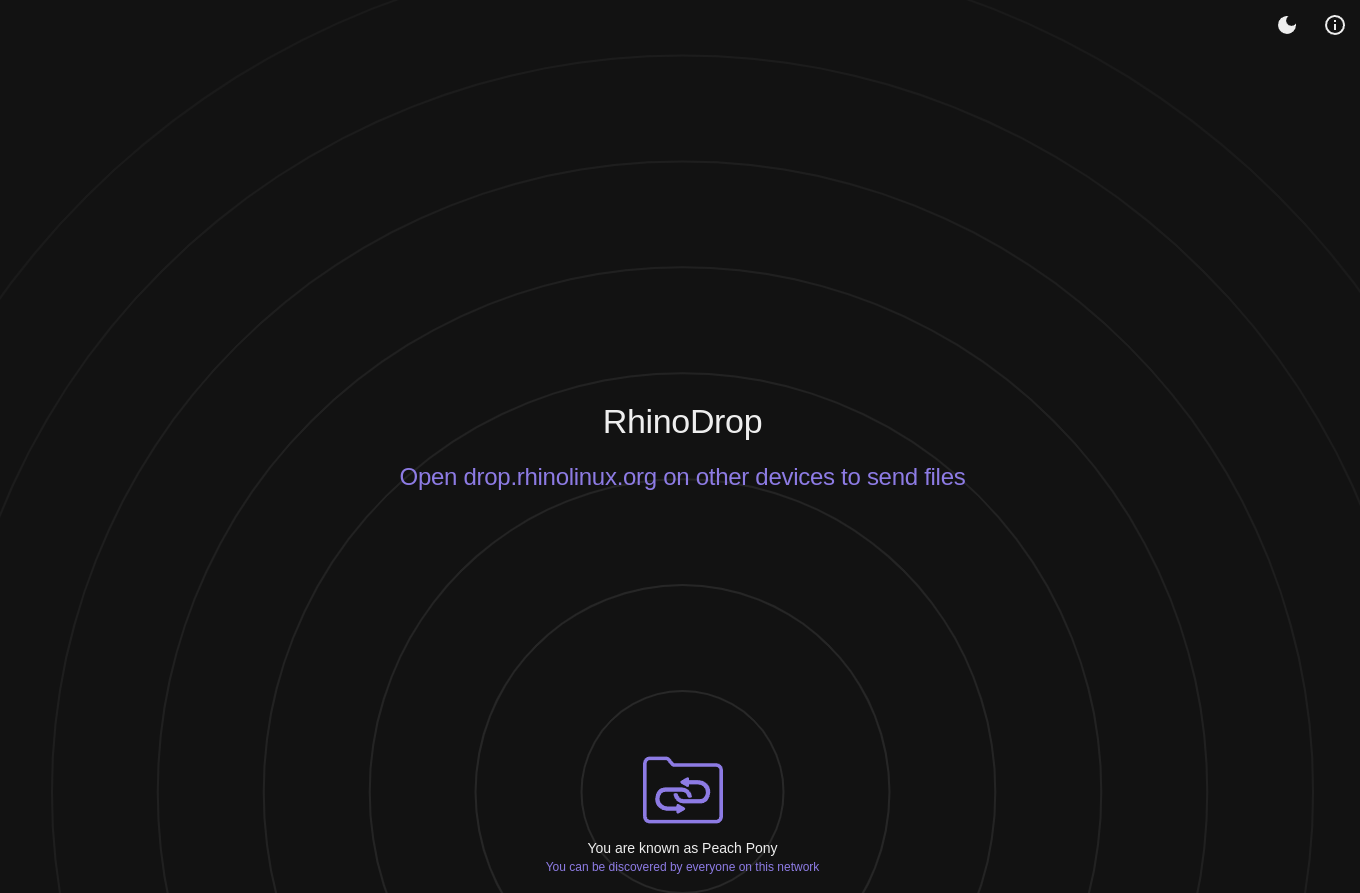 RhinoDrop
Open drop.rhinolinux.org on other devices to send files
You are known as Peach Pony
You can be discovered by everyone on this network